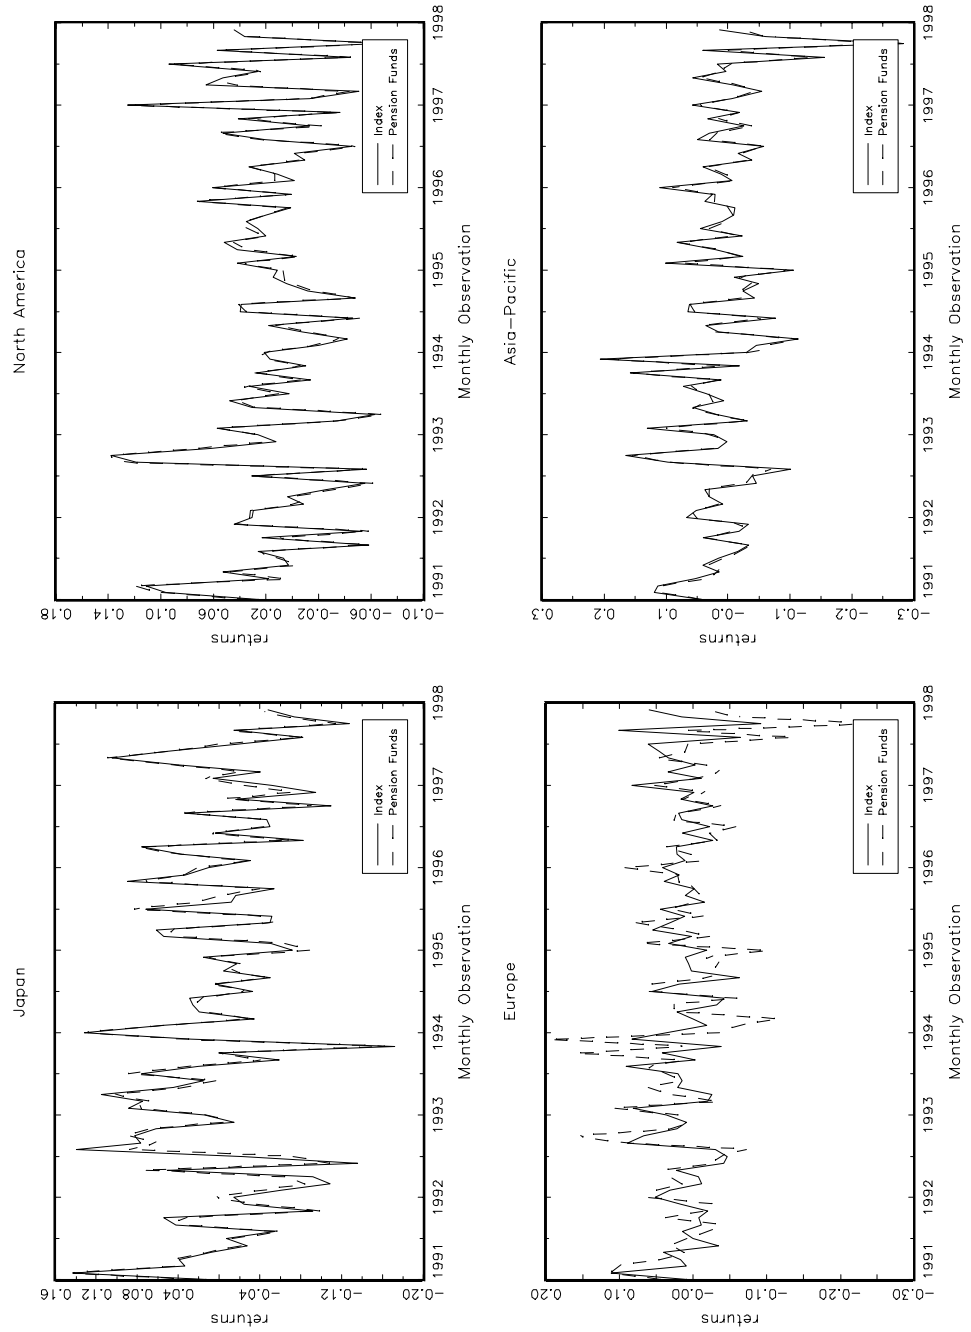 Japan
returns
0.16
0.12
0.08
0.04
−0.04
−0.12
−0.20
Index
Pension Funds
1991 1992 1993 1994 1995 1996 1997 1998
Monthly Observation
North America
returns
0.18
0.14
0.10
0.06
0.02
−0.02
−0.06
−0.10
Index
Pension Funds
1991 1992 1993 1994 1995 1996 1997 1998
Monthly Observation
Europe
returns
0.20
0.10
−0.00
−0.10
−0.20
−0.30
Index
Pension Funds
1991 1992 1993 1994 1995 1996 1997 1998
Monthly Observation
Asia−Pacific
returns
0.3
0.2
0.1
−0.0
−0.1
−0.2
−0.3
Index
Pension Funds
1991 1992 1993 1994 1995 1996 1997 1998
Monthly Observation